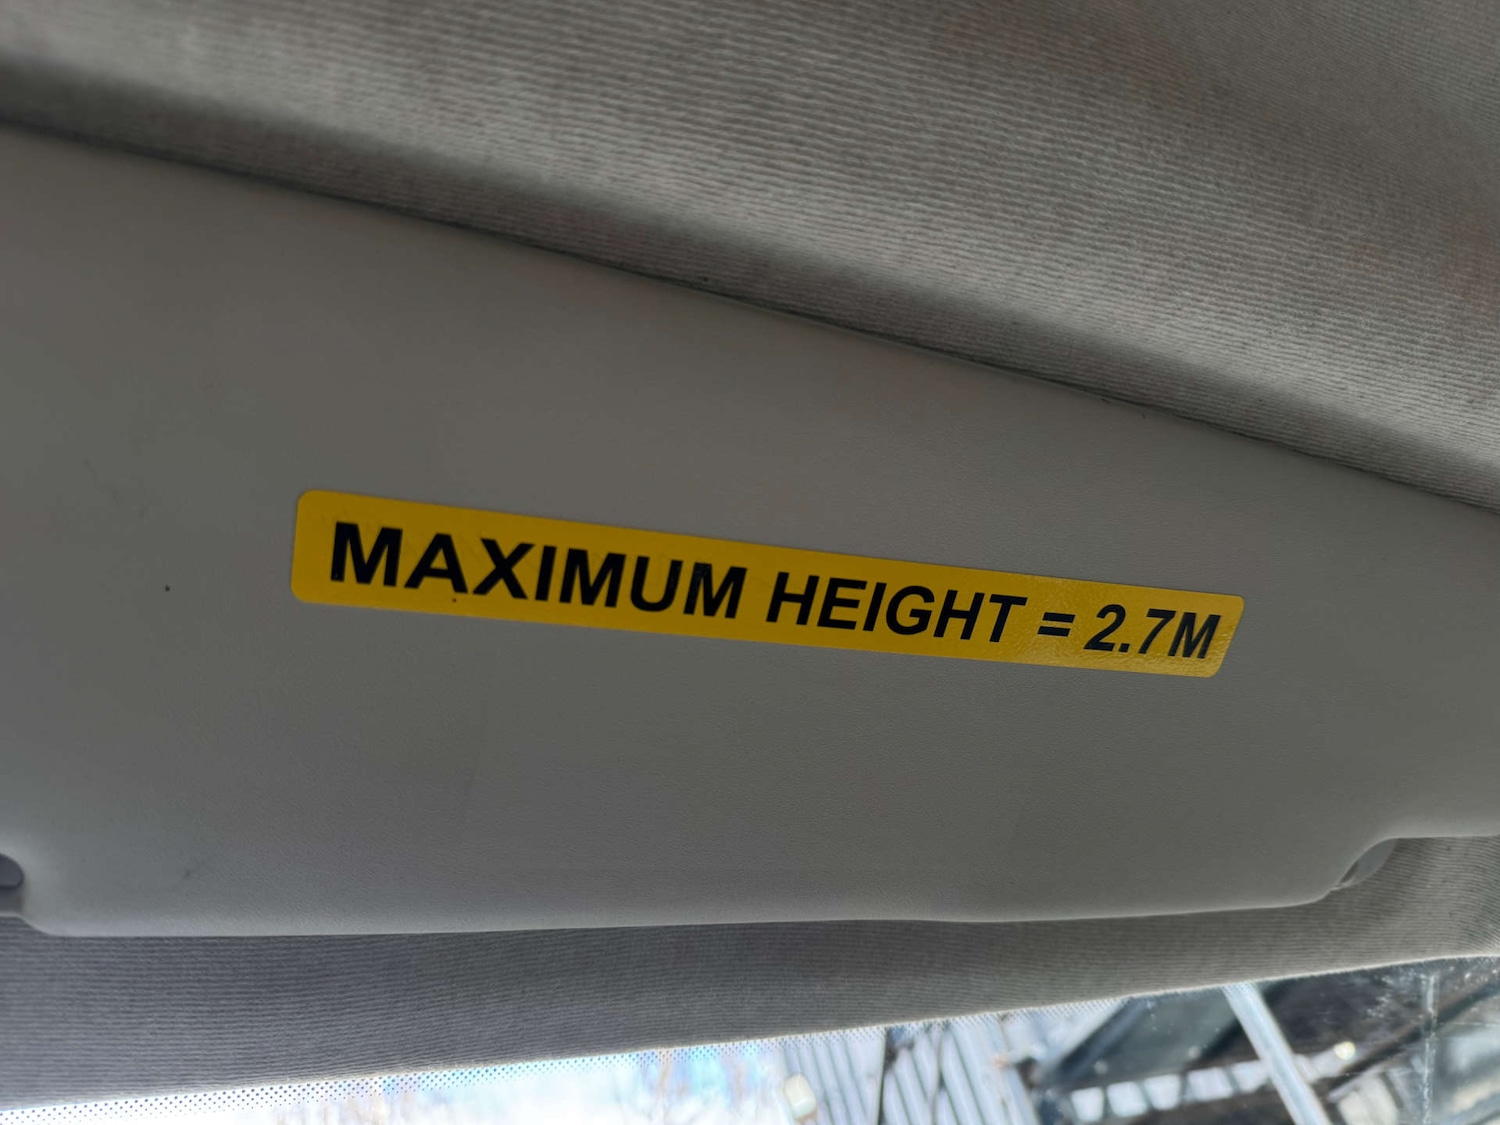 MAXIMUM HEIGHT = 2.7M